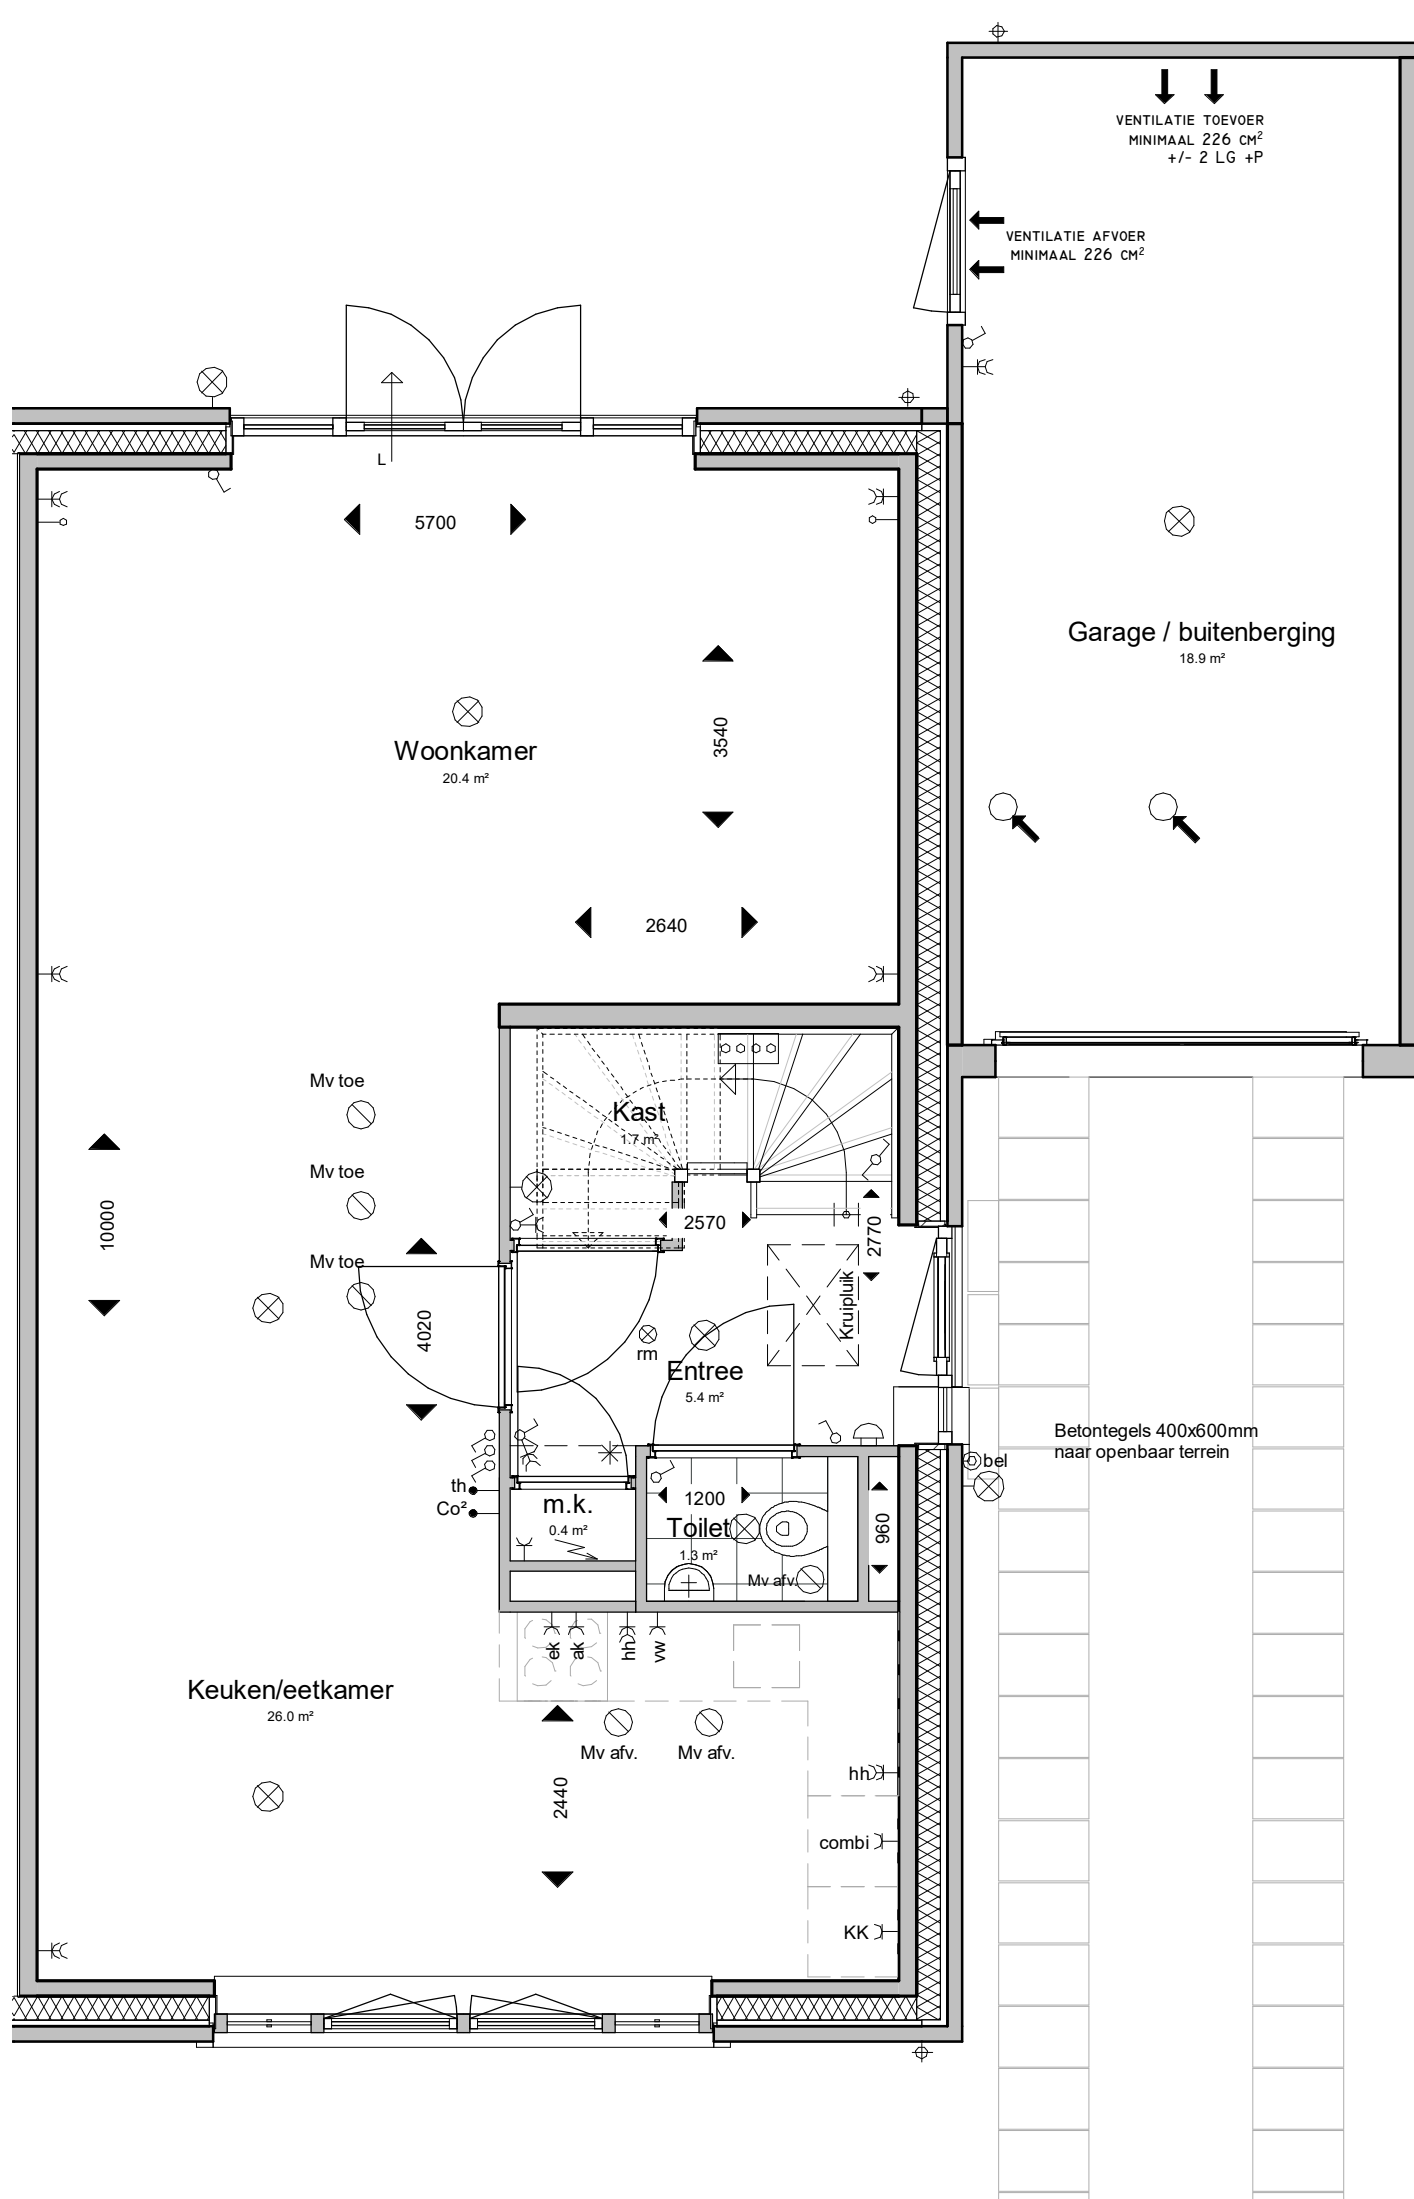 VENTILATIE TOEVOER
MINIMAAL 226 CM²
+/- 2 LG +P
VENTILATIE AFVOER
MINIMAAL 226 CM²
L
5700
Garage / buitenberging
18.9 m²
3540
Woonkamer
20.4 m²
2640
Mv toe
Kast
1.7 m²
Mv toe
10000
2570
2770
Mv toe
4020
Kruipluik
rm
Entree
5.4 m²
Betontegels 400x600mm
naar openbaar terrein
bel
th
Co²
m.k.
0.4 m²
1200
Toilet
1.3 m²
960
Mv afv.
ek
ak
hh
vw
Keuken/eetkamer
26.0 m²
Mv afv.
Mv afv.
hh
2440
combi
KK